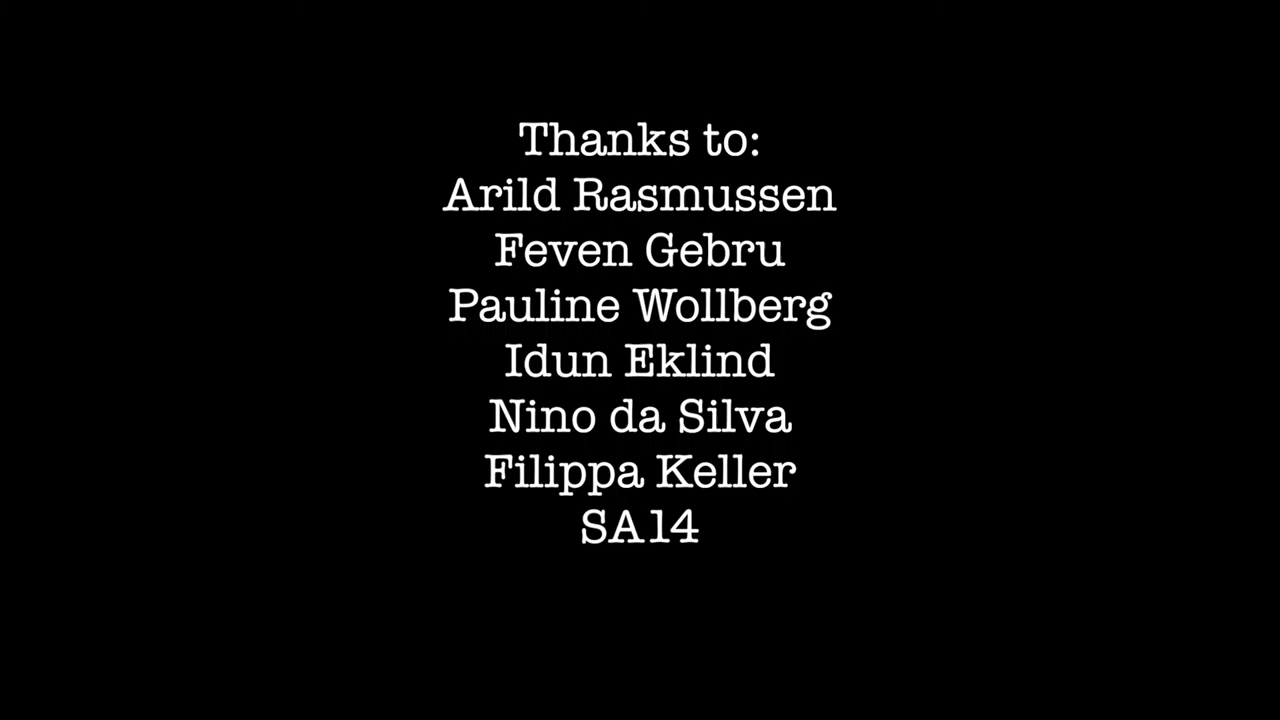 Thanks to:
Arild Rasmussen
Feven Gebru
Pauline Wollberg
Idun Eklind
Nino da Silva
Filippa Keller
SA14